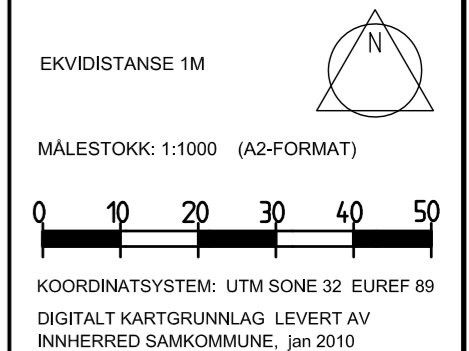 N
EKVIDISTANSE 1M
MÅLESTOKK: 1:1000 (A2-FORMAT)
0 10 20 30 40 50
KOORDINATSYSTEM: UTM SONE 32 EUREF 89
DIGITALT KARTGRUNNLAG LEVERT AV
INNHERRED SAMKOMMUNE, jan 2010